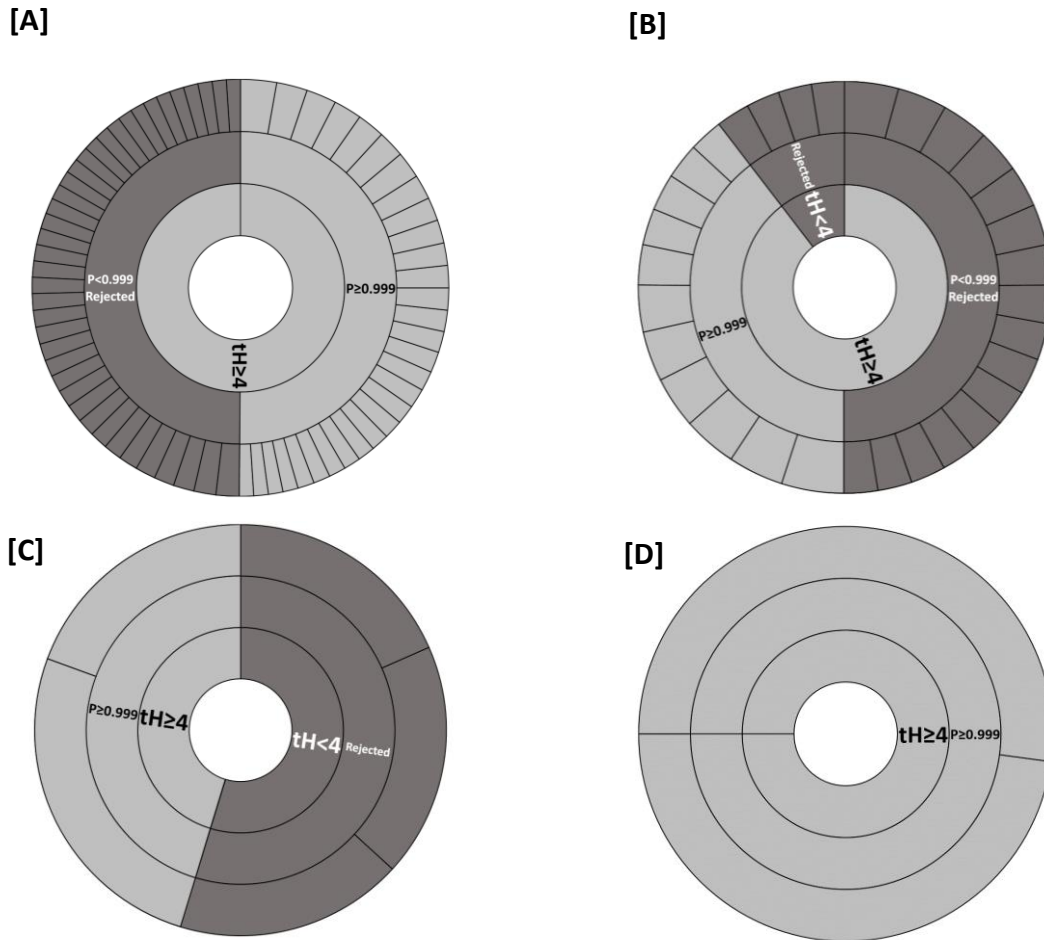 [A]
[B]
P<0.999
Rejected
P≥0.999
tH≥4
Rejected
tH<4
P<0.999
Rejected
P≥0.999
tH≥4
[C]
[D]
P≥0.999
tH≥4
tH<4
Rejected
tH≥4
P≥0.999